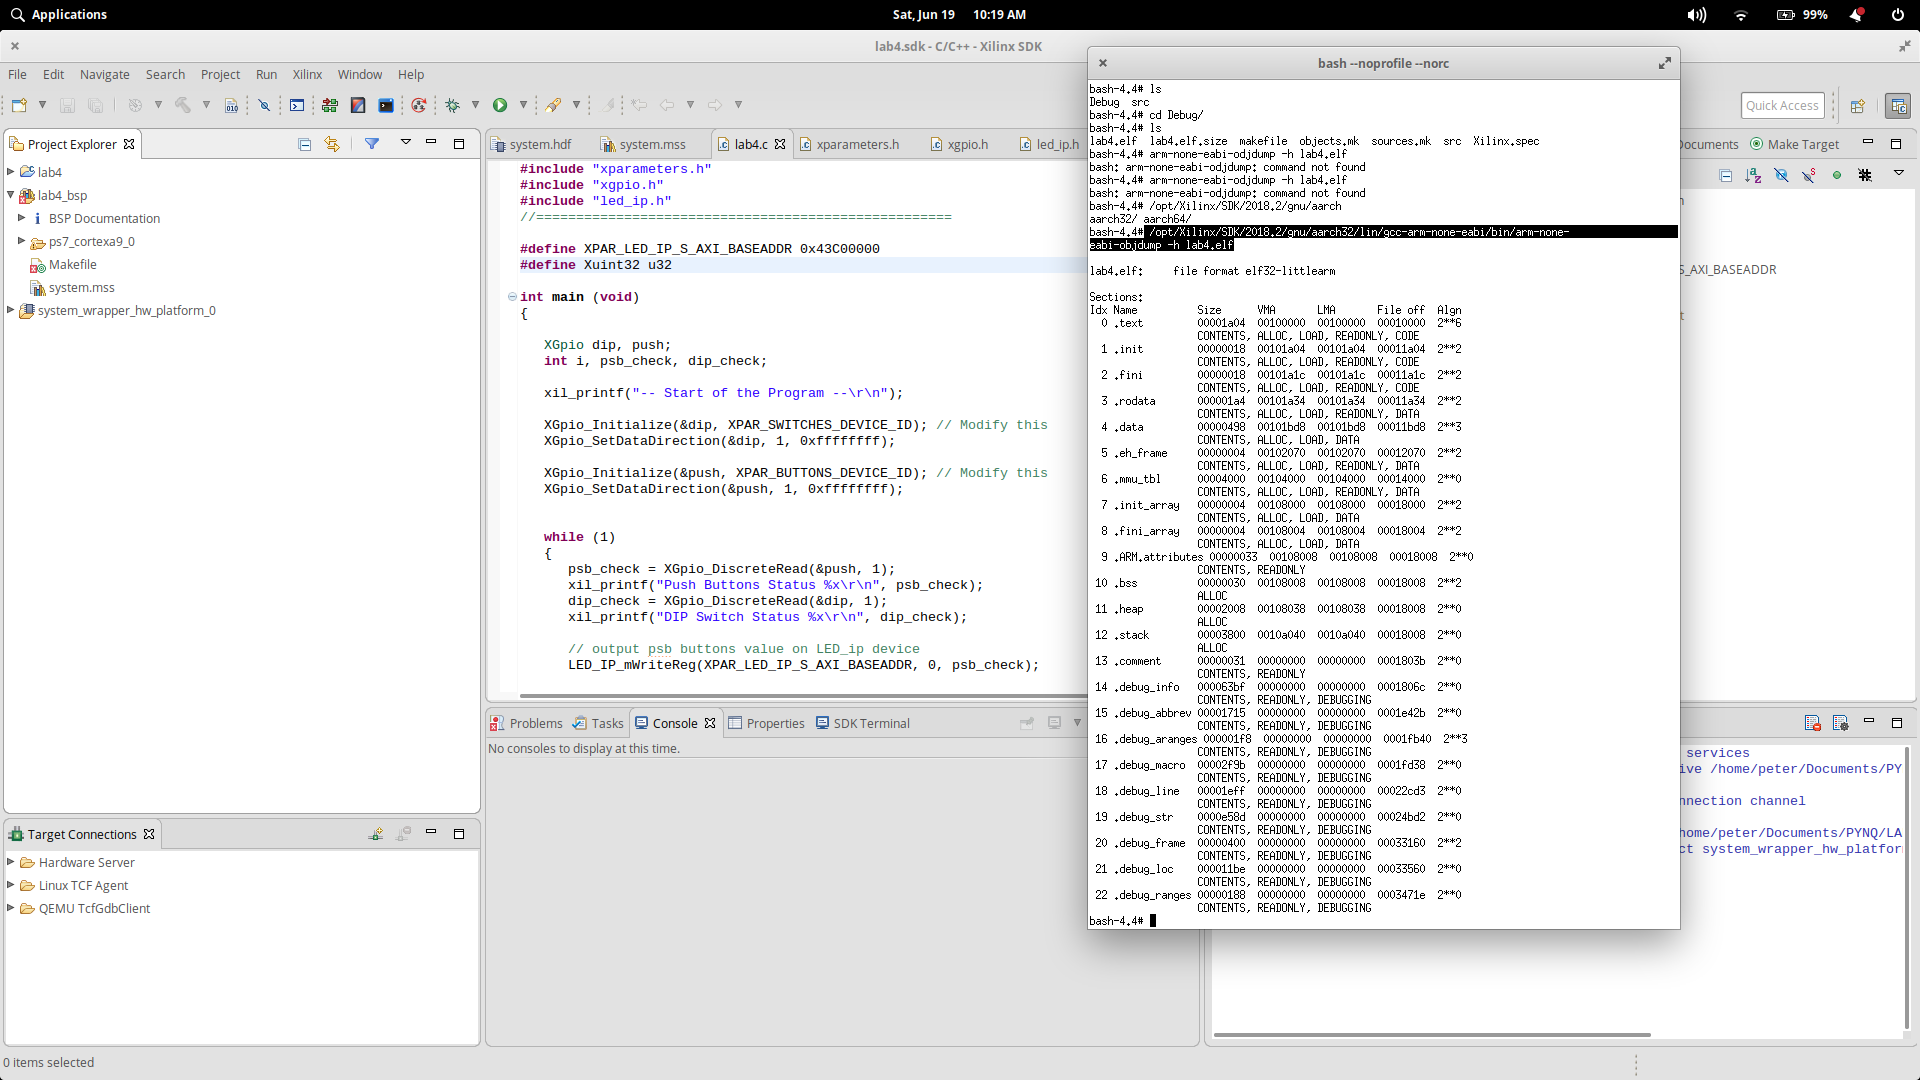 Applications
Sat, Jun 19 10:19 AM
99%
lab4.sdk - C/C++ - Xilinx SDK
File Edit Navigate Search Project Run Xilinx Window Help
Quick Access
Project Explorer
lab4
lab4_bsp
BSP Documentation
ps7_cortexa9_0
Makefile
system.mss
system_wrapper_hw_platform_0
Target Connections
Hardware Server
Linux TCF Agent
QEMU TcfGdbClient
0 items selected
system.hdf system.mss lab4.c xparameters.h xgpio.h led_ip.h
#include "xparameters.h"
#include "xgpio.h"
#include "led_ip.h"
//====================================================
#define XPAR_LED_IP_S_AXI_BASEADDR 0x43C00000
#define Xuint32 u32
int main (void)
{
XGpio dip, push;
int i, psb_check, dip_check;
xil_printf("-- Start of the Program --\r\n");
XGpio_Initialize(&dip, XPAR_SWITCHES_DEVICE_ID); // Modify this
XGpio_SetDataDirection(&dip, 1, 0xffffffff);
XGpio_Initialize(&push, XPAR_BUTTONS_DEVICE_ID); // Modify this
XGpio_SetDataDirection(&push, 1, 0xffffffff);
while (1)
{
psb_check = XGpio_DiscreteRead(&push, 1);
xil_printf("Push Buttons Status %x\r\n", psb_check);
dip_check = XGpio_DiscreteRead(&dip, 1);
xil_printf("DIP Switch Status %x\r\n", dip_check);
// output psb buttons value on LED_ip device
LED_IP_mWriteReg(XPAR_LED_IP_S_AXI_BASEADDR, 0, psb_check);
Problems Tasks Console Properties SDK Terminal
No consoles to display at this time.
bash --noprofile --norc
bash-4.4# ls
Debug src
bash-4.4# cd Debug/
bash-4.4# ls
lab4.elf lab4.elf.size makefile objects.mk sources.mk src Xilinx.spec
bash-4.4# arm-none-eabi-odjdump -h lab4.elf
bash: arm-none-eabi-odjdump: command not found
bash-4.4# arm-none-eabi-odjdump -h lab4.elf
bash: arm-none-eabi-odjdump: command not found
bash-4.4# /opt/Xilinx/SDK/2018.2/gnu/aarch
aarch32/ aarch64/
bash-4.4# /opt/Xilinx/SDK/2018.2/gnu/aarch32/lin/gcc-arm-none-eabi/bin/arm-none-
eabi-objdump -h lab4.elf
lab4.elf: file format elf32-littlearm
Sections:
Idx Name Size VMA LMA File off Algn
0 .text 00001a04 00100000 00100000 00010000 2**6
CONTENTS, ALLOC, LOAD, READONLY, CODE
1 .init 00000018 00101a04 00101a04 00011a04 2**2
CONTENTS, ALLOC, LOAD, READONLY, CODE
2 .fini 00000018 00101a1c 00101a1c 00011a1c 2**2
CONTENTS, ALLOC, LOAD, READONLY, CODE
3 .rodata 000001a4 00101a34 00101a34 00011a34 2**2
CONTENTS, ALLOC, LOAD, READONLY, DATA
4 .data 00000498 00101bd8 00101bd8 00011bd8 2**3
CONTENTS, ALLOC, LOAD, DATA
5 .eh_frame 00000004 00102070 00102070 00012070 2**2
CONTENTS, ALLOC, LOAD, READONLY, DATA
6 .mmu_tbl 00004000 00104000 00104000 00014000 2**0
CONTENTS, ALLOC, LOAD, READONLY, DATA
7 .init_array 00000004 00108000 00108000 00018000 2**2
CONTENTS, ALLOC, LOAD, DATA
8 .fini_array 00000004 00108004 00108004 00018004 2**2
CONTENTS, ALLOC, LOAD, DATA
9 .ARM.attributes 00000033 00108008 00108008 00018008 2**0
CONTENTS, READONLY
10 .bss 00000030 00108008 00108008 00018008 2**2
ALLOC
11 .heap 00002008 00108038 00108038 00018008 2**0
ALLOC
12 .stack 00003800 0010a040 0010a040 00018008 2**0
ALLOC
13 .comment 00000031 00000000 00000000 0001803b 2**0
CONTENTS, READONLY
14 .debug_info 000063bf 00000000 00000000 0001806c 2**0
CONTENTS, READONLY, DEBUGGING
15 .debug_abbrev 00001715 00000000 00000000 0001e42b 2**0
CONTENTS, READONLY, DEBUGGING
16 .debug_aranges 000001f8 00000000 00000000 0001fb40 2**3
CONTENTS, READONLY, DEBUGGING
17 .debug_macro 00002f9b 00000000 00000000 0001fd38 2**0
CONTENTS, READONLY, DEBUGGING
18 .debug_line 00001eff 00000000 00000000 00022cd3 2**0
CONTENTS, READONLY, DEBUGGING
19 .debug_str 0000e58d 00000000 00000000 00024bd2 2**0
CONTENTS, READONLY, DEBUGGING
20 .debug_frame 00000400 00000000 00000000 00033160 2**2
CONTENTS, READONLY, DEBUGGING
21 .debug_loc 000011be 00000000 00000000 00033560 2**0
CONTENTS, READONLY, DEBUGGING
22 .debug_ranges 00000188 00000000 00000000 0003471e 2**0
CONTENTS, READONLY, DEBUGGING
bash-4.4#
ocuments Make Target
S_AXI_BASEADDR
services
ive /home/peter/Documents/PY
nnection channel
home/peter/Documents/PYNQ/LA
ct system_wrapper_hw_platfor